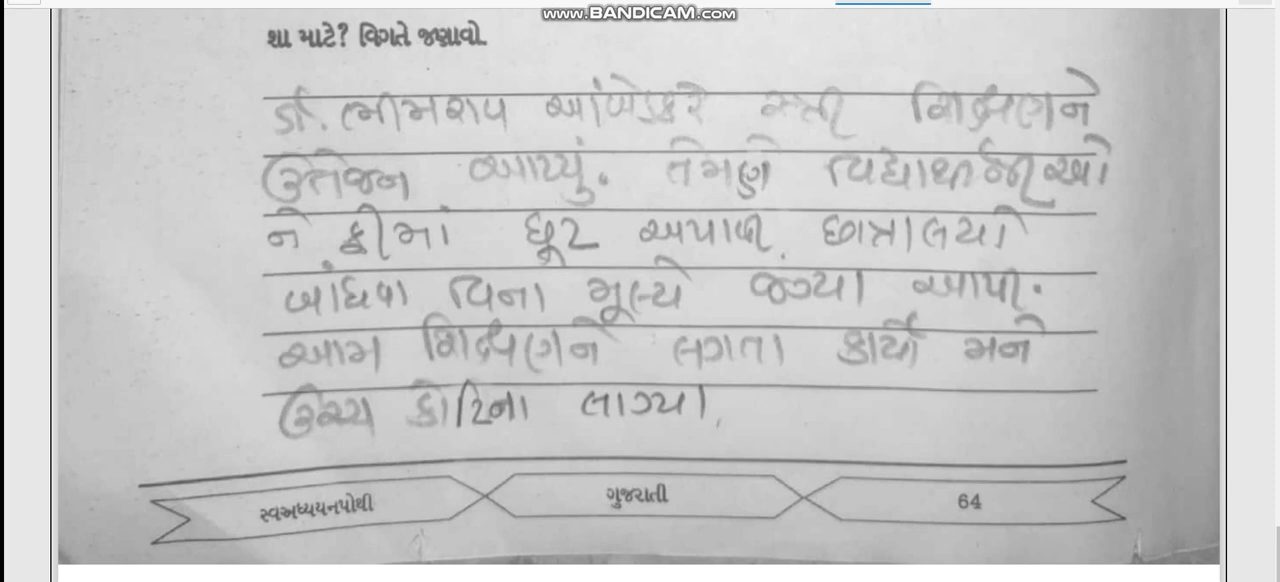 www.BANDICAM.com
શા માટે? વિગતે જણાવો.
ડૉ. ભીમરાવ આંબેડકરે સ્ત્રી શિક્ષણને
ઉત્તેજન આપ્યું. તેમણે વિદ્યાર્થીનીઓ
ને ફીમાં છૂટ અપાવી. છાત્રાલયો
બાંધવા વિના મૂલ્યે જગ્યા આપી.
આમ શિક્ષણને લગતા કાર્યો મને
ઉચ્ચ કોટિના લાગ્યા.
સ્વઅધ્યયનપોથી ગુજરાતી 64